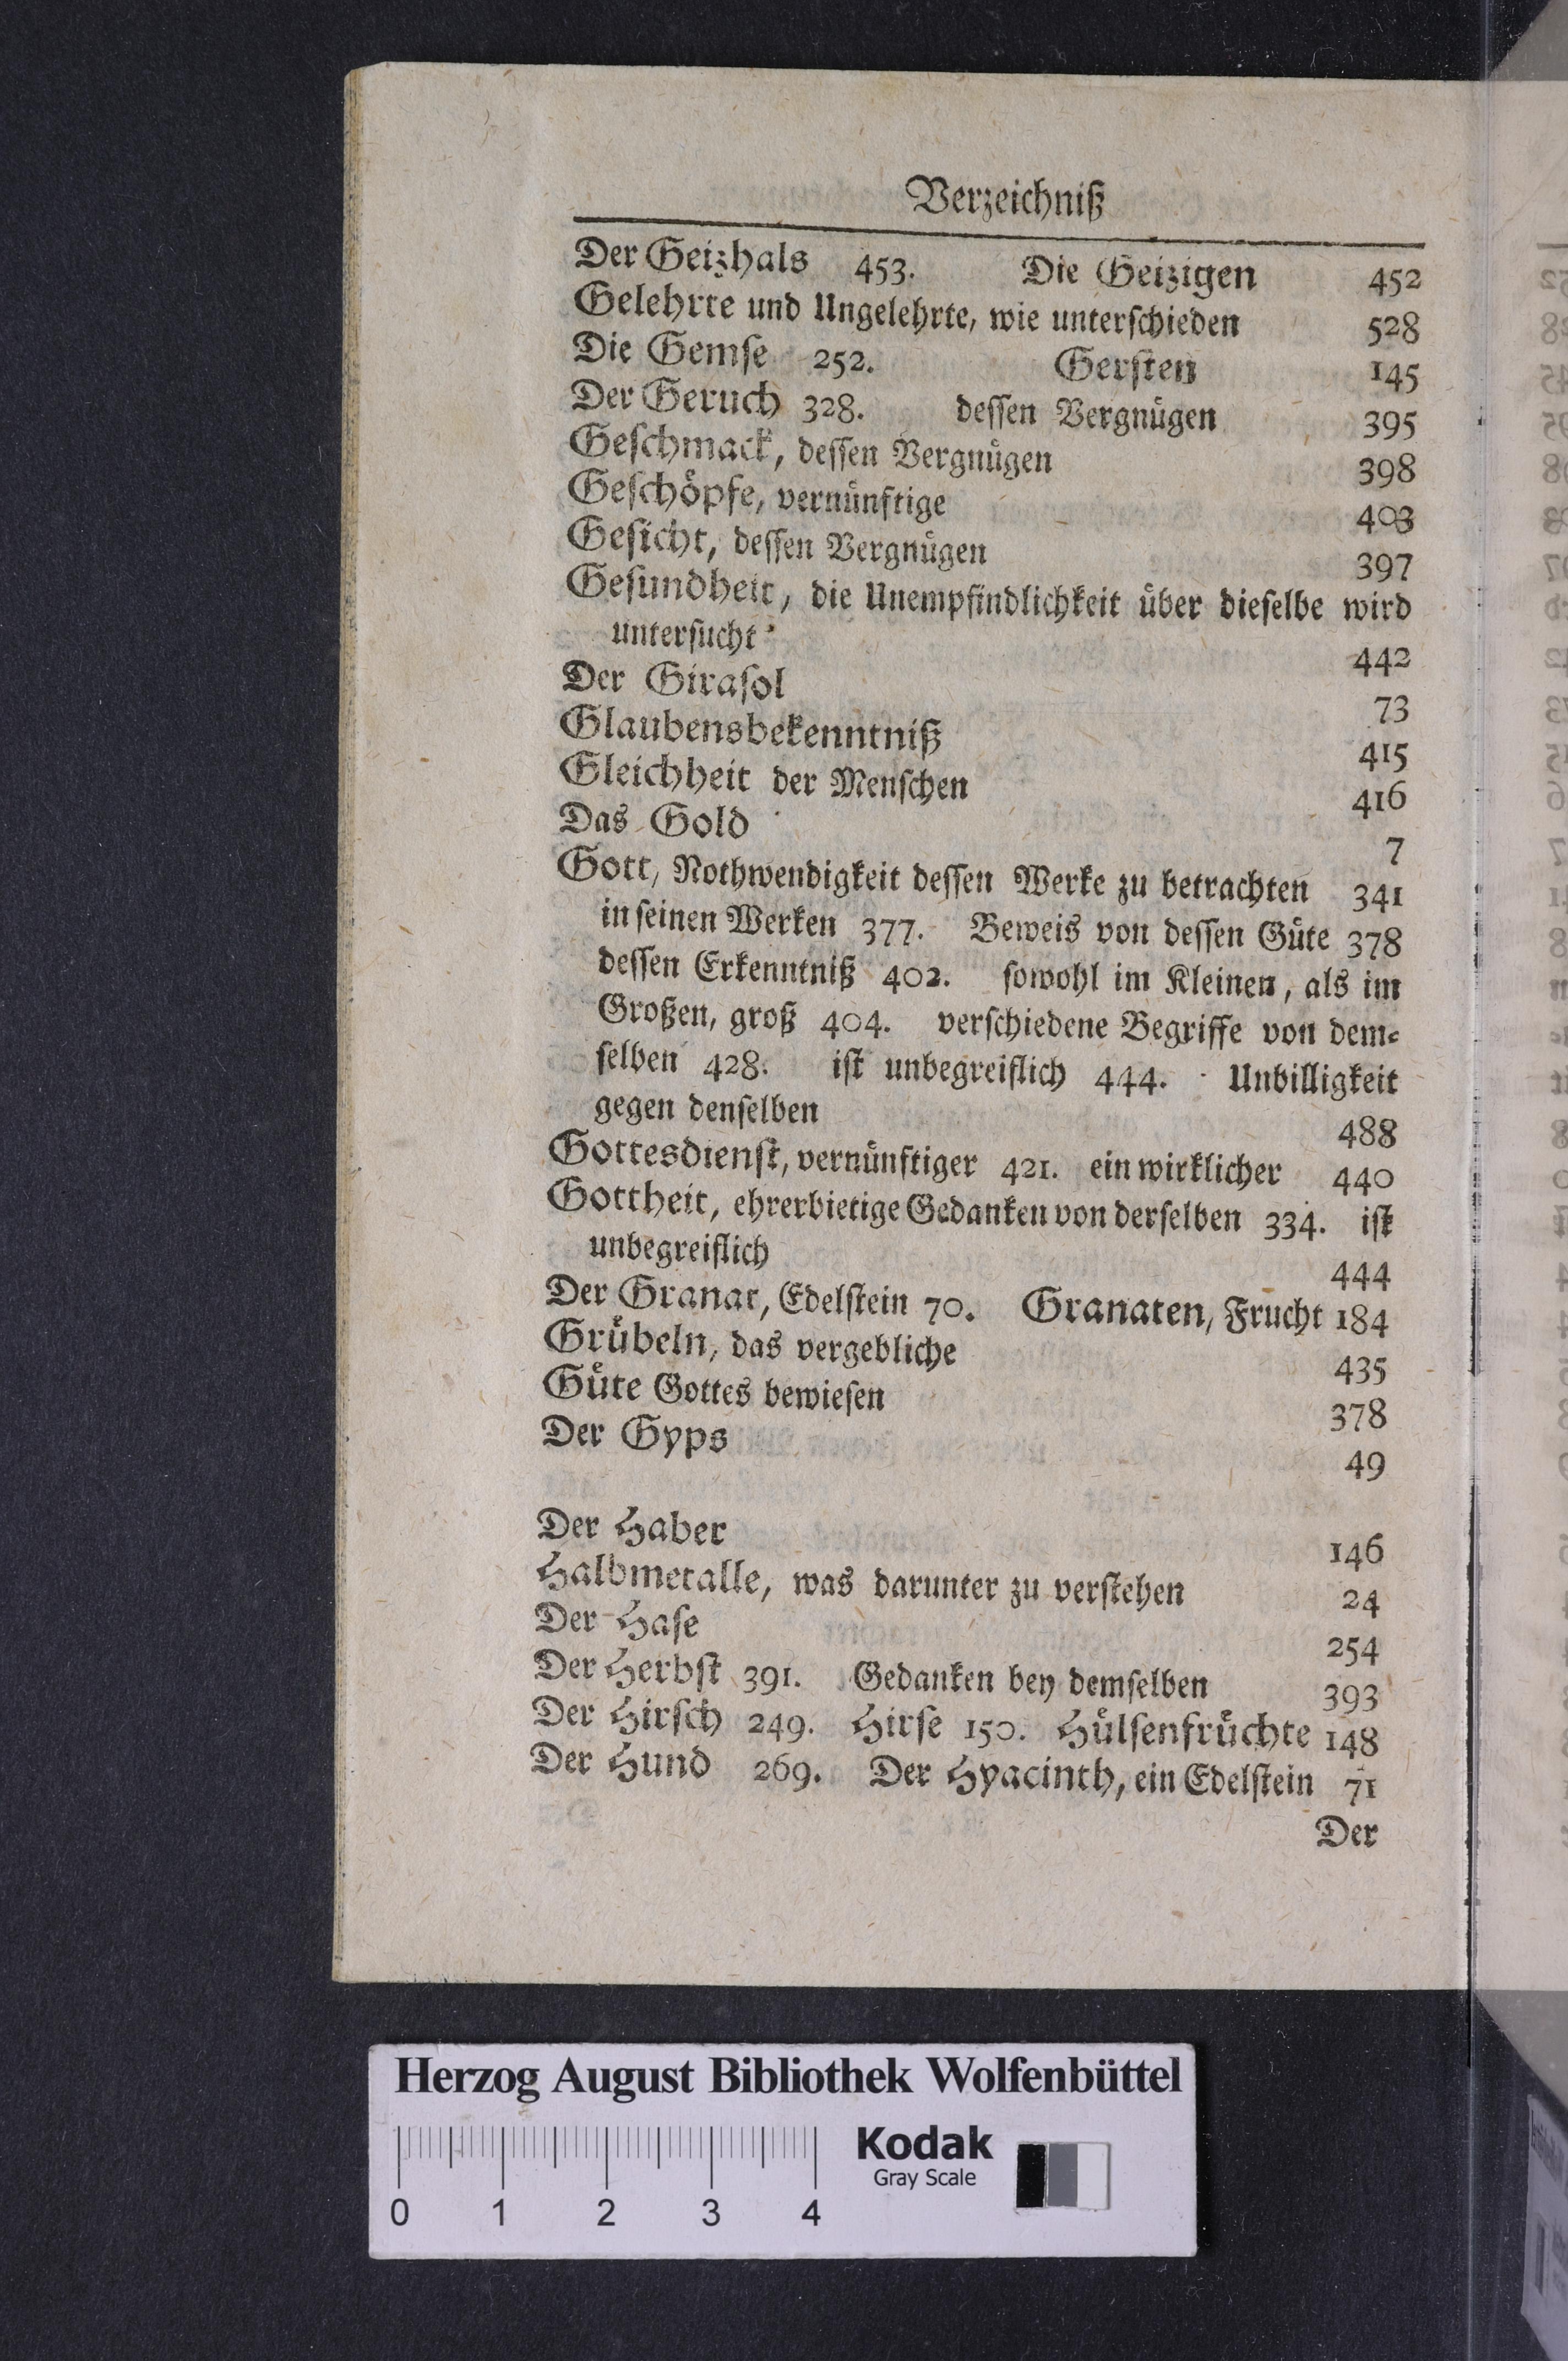 Verzeichniß
Der Geizhals 453. Die Geizigen 452
Gelehrte und Ungelehrte, wie unterſchieden 528
Die Gemſe 252. Gerſten 145
Der Geruch 328. deſſen Vergnügen 395
Geſchmack, deſſen Vergnügen 398
Geſchöpfe, vernünftige 403
Geſicht, deſſen Vergnügen 397
Geſundheit, die Unempfindlichkeit über dieſelbe wird
unterſucht 442
Der Giraſol 73
Glaubensbekenntniß 415
Gleichheit der Menſchen 416
Das Gold 7
Gott, Nothwendigkeit deſſen Werke zu betrachten 341
in ſeinen Werken 377. Beweis von deſſen Güte 378
deſſen Erkenntniß 402. ſowohl im Kleinen, als im
Großen, groß 404. verſchiedene Begriffe von dem⸗
ſelben 428. iſt unbegreiflich 444. Unbilligkeit
gegen denſelben 488
Gottesdienſt, vernünftiger 421. ein wirklicher 440
Gottheit, ehrerbietige Gedanken von derſelben 334. iſt
unbegreiflich 444
Der Granat, Edelſtein 70. Granaten, Frucht 184
Grübeln, das vergebliche 435
Güte Gottes bewieſen 378
Der Gyps 49
Der Haber 146
Halbmetalle, was darunter zu verſtehen 24
Der Haſe 254
Der Herbſt 391. Gedanken bey demſelben 393
Der Hirſch 249. Hirſe 150. Hülſenfrüchte 148
Der Hund 269. Der Hyacinth, ein Edelſtein 71
Der
Herzog August Bibliothek Wolfenbüttel
Kodak
Gray Scale
0 1 2 3 4